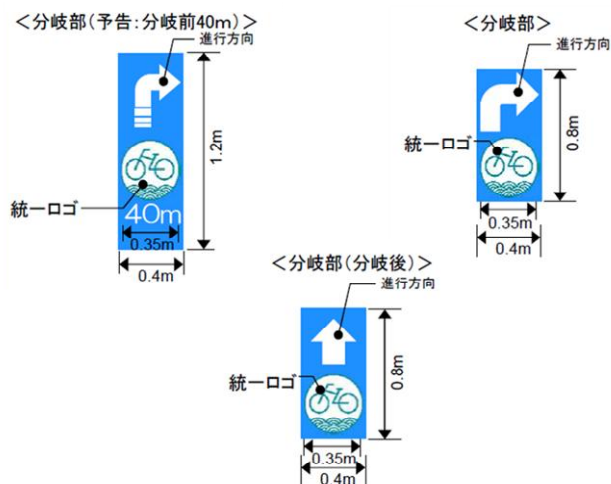 <分岐部(予告:分岐前40m)>
進行方向
1.2m
統一ロゴ
40m
0.35m
0.4m
<分岐部>
進行方向
統一ロゴ
0.8m
0.35m
0.4m
<分岐部(分岐後)>
進行方向
統一ロゴ
0.8m
0.35m
0.4m